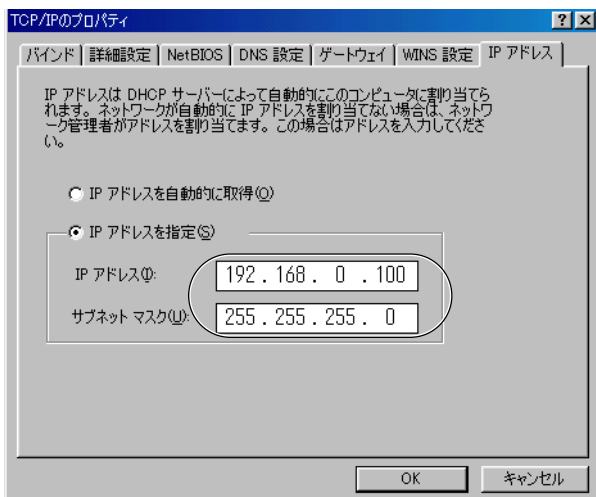 TCP/IPのプロパティ
バインド 詳細設定 NetBIOS DNS 設定 ゲートウェイ WINS 設定 IP アドレス
IP アドレスは DHCP サーバーによって自動的にこのコンピュータに割り当てら
れます。ネットワークが自動的に IP アドレスを割り当てない場合は、ネットワ
ーク管理者がアドレスを割り当てます。この場合はアドレスを入力してくださ
い。
IP アドレスを自動的に取得(O)
IP アドレスを指定(S)
IP アドレス(I): 192 . 168 . 0 . 100
サブネット マスク(U): 255 . 255 . 255 . 0
OK キャンセル